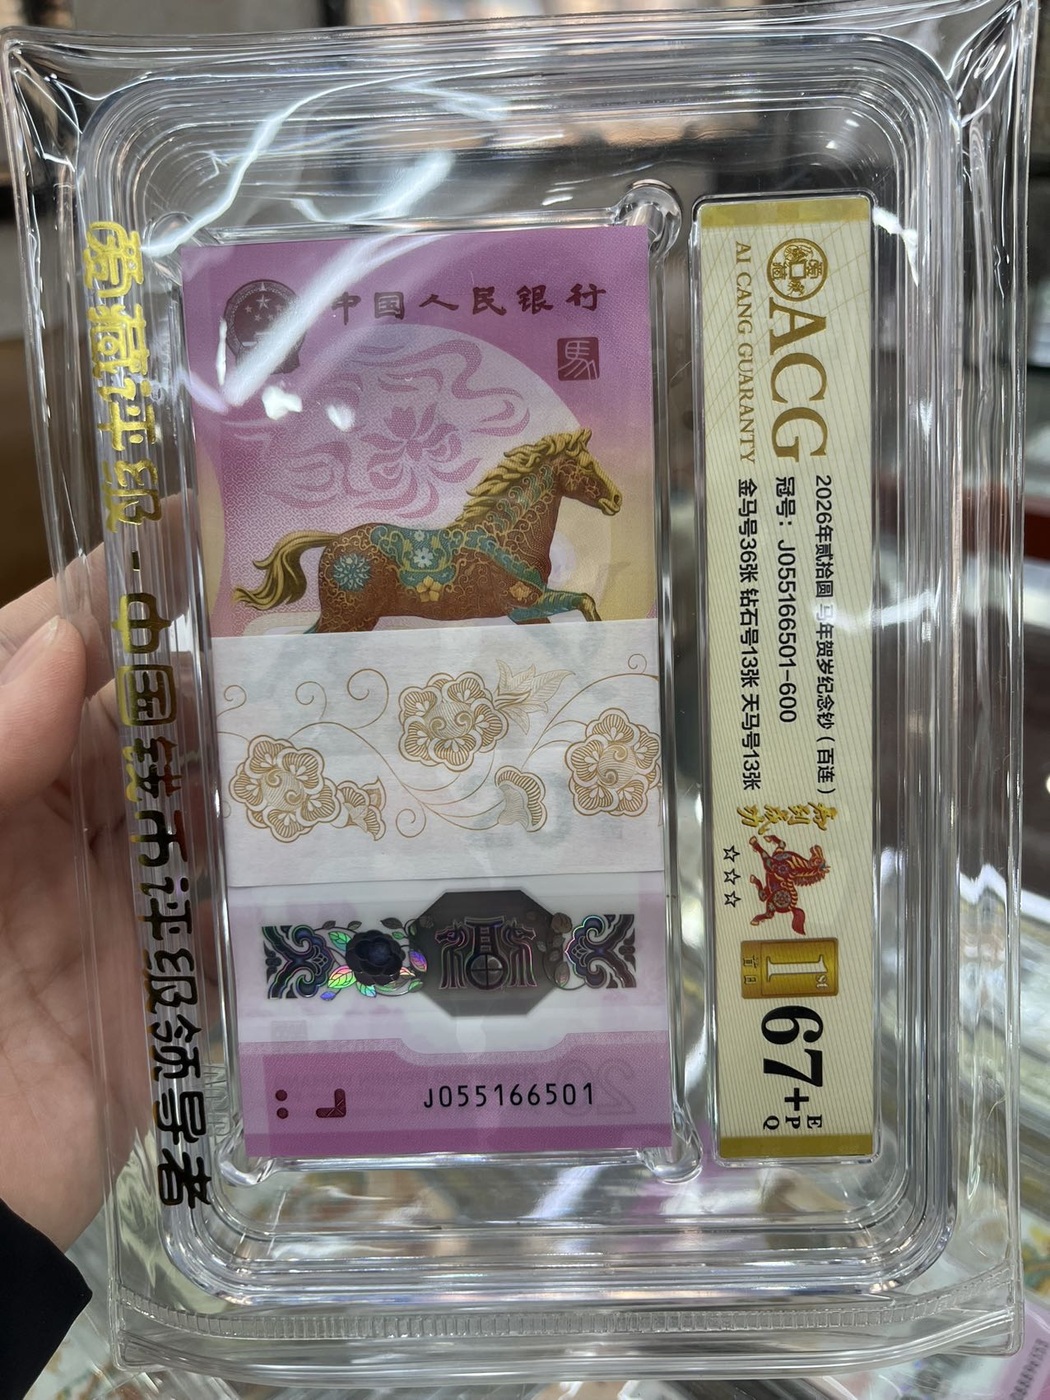 爱藏评级-中国钱币评级领导者
中国人民银行
馬
20
J055166501
ACG
AI CANG GUARANTY
2026年贰拾圆 马年贺岁纪念钞（百连）
冠号：J055166501-600
金马号36张 钻石号13张 天马号13张
1ST
67+
EPQ